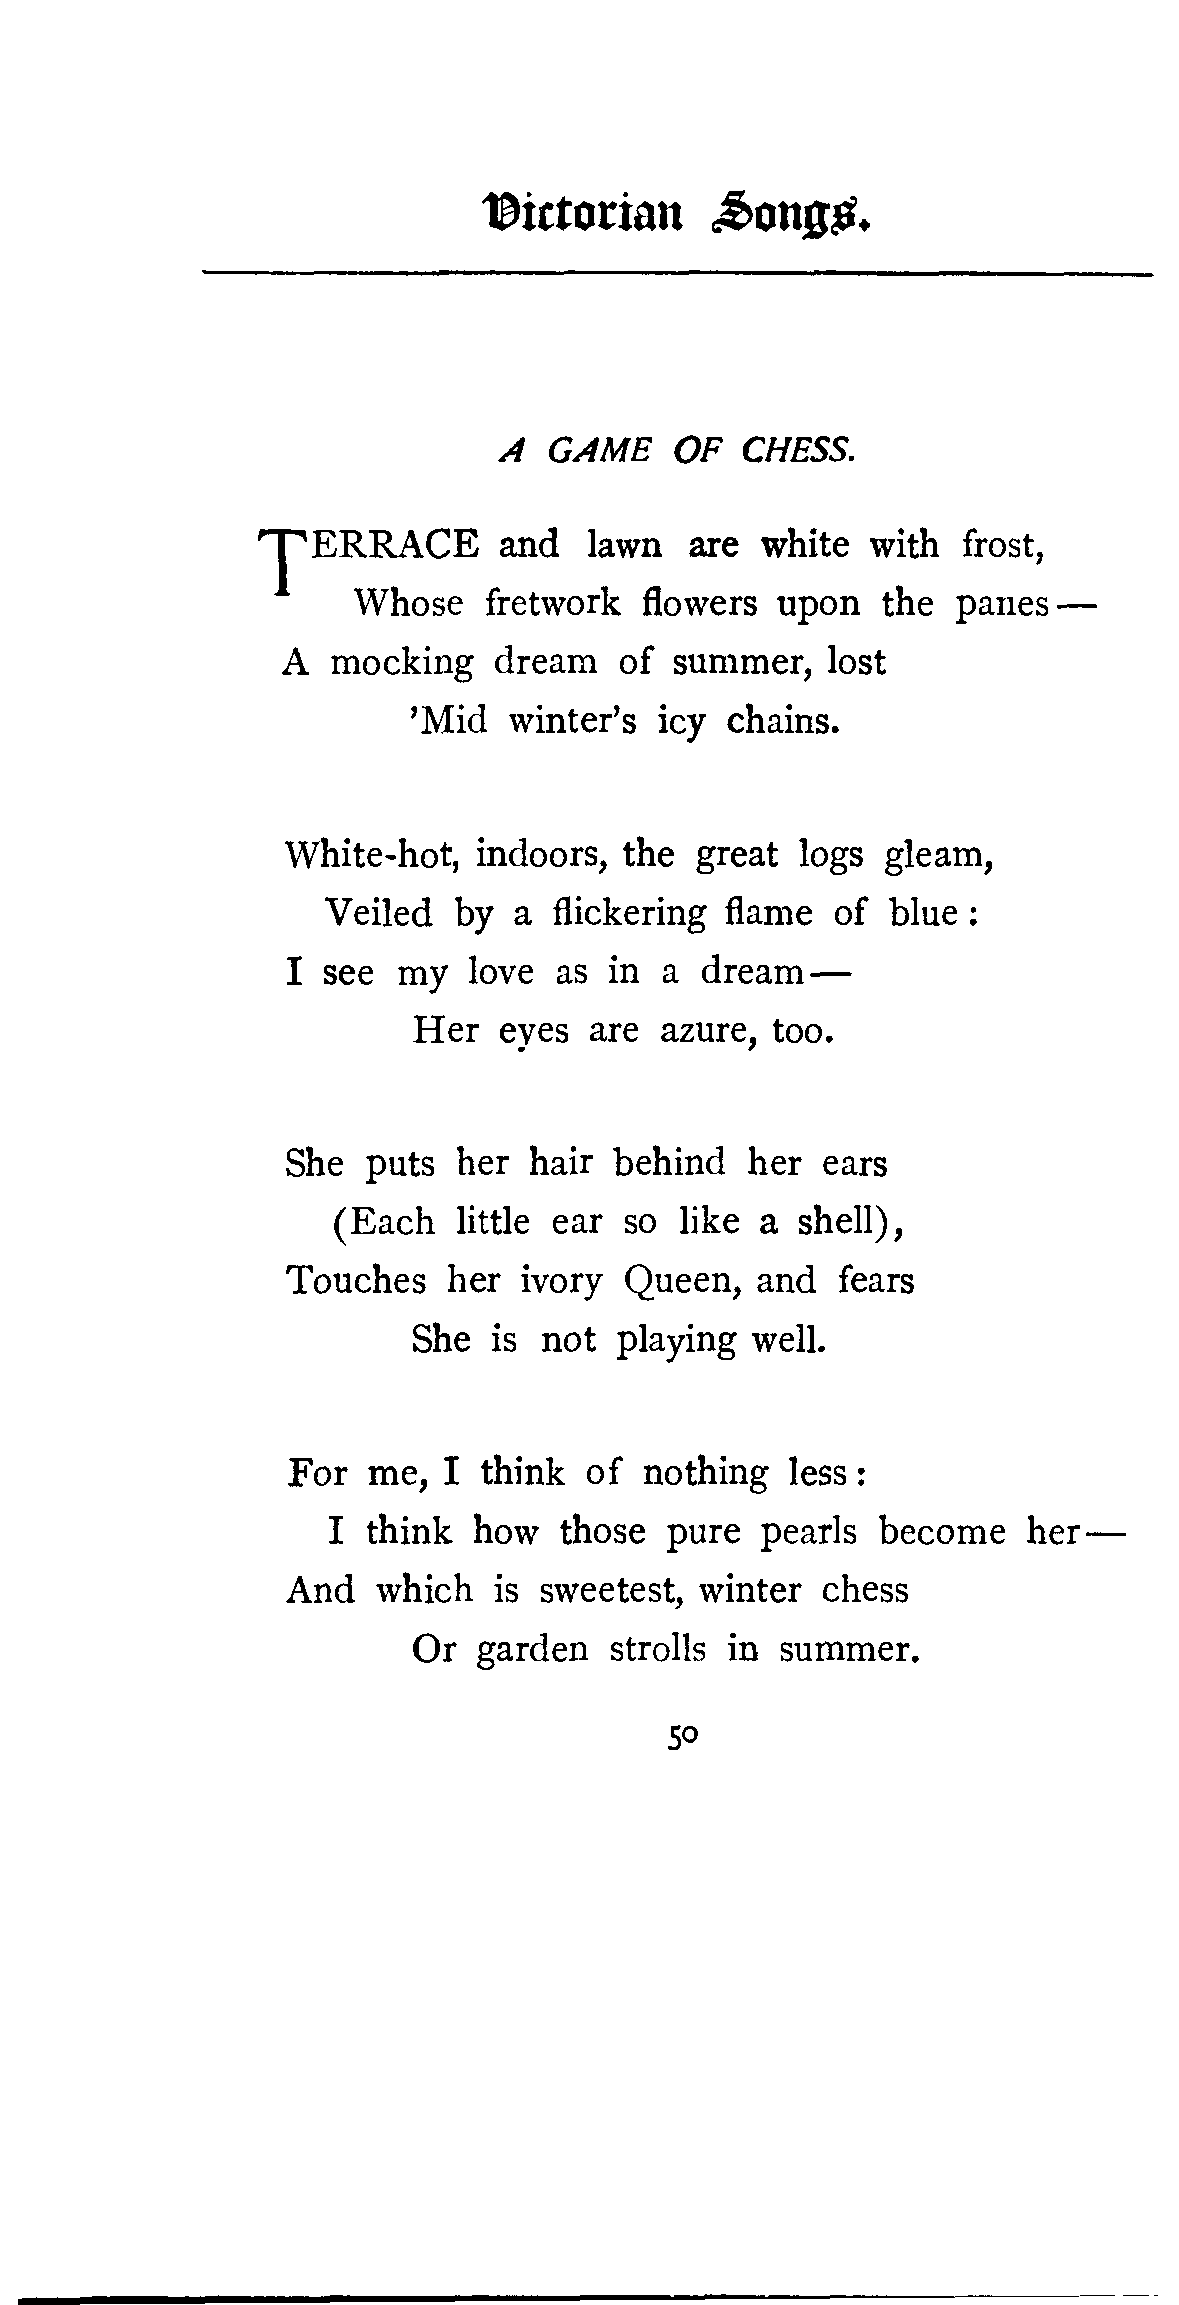 Victorian Songs.
A GAME OF CHESS.
TERRACE and lawn are white with frost,
Whose fretwork flowers upon the panes—
A mocking dream of summer, lost
'Mid winter's icy chains.
White-hot, indoors, the great logs gleam,
Veiled by a flickering flame of blue:
I see my love as in a dream—
Her eyes are azure, too.
She puts her hair behind her ears
(Each little ear so like a shell),
Touches her ivory Queen, and fears
She is not playing well.
For me, I think of nothing less:
I think how those pure pearls become her—
And which is sweetest, winter chess
Or garden strolls in summer.
50